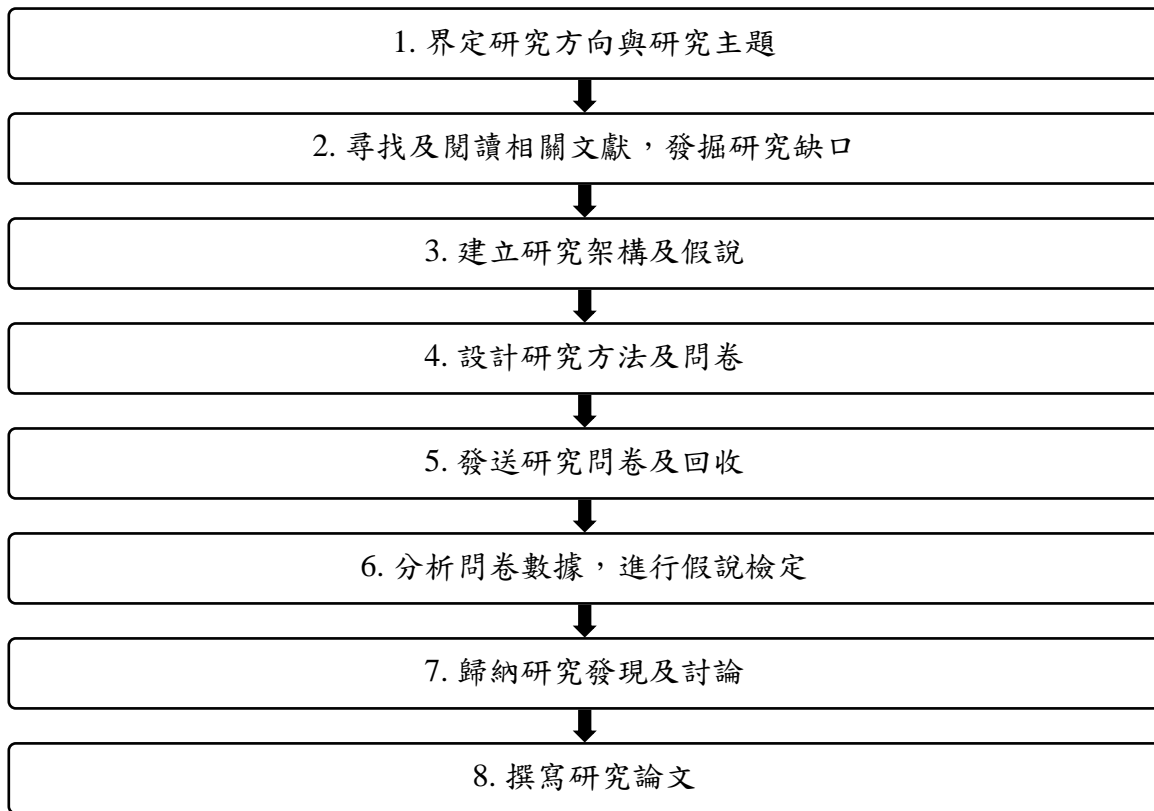 1. 界定研究方向與研究主題
2. 尋找及閱讀相關文獻，發掘研究缺口
3. 建立研究架構及假說
4. 設計研究方法及問卷
5. 發送研究問卷及回收
6. 分析問卷數據，進行假說檢定
7. 歸納研究發現及討論
8. 撰寫研究論文